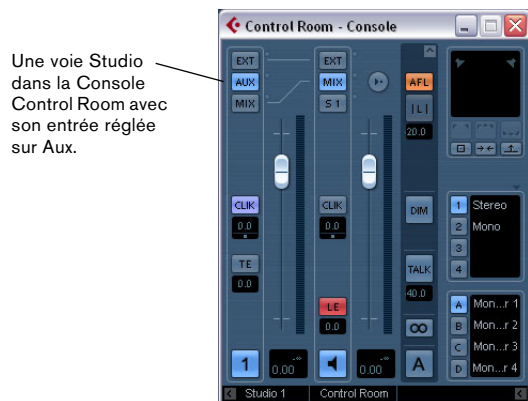 Control Room - Console
Une voie Studio
dans la Console
Control Room avec
son entrée réglée
sur Aux.
EXT
AUX
MIX
EXT
MIX
S 1
AFL
|L|
20.0
CLIK
0.0
CLIK
0.0
DIM
1 Stereo
2 Mono
3
4
TE
0.0
TALK
40.0
LE
0.0
A Mon...r 1
B Mon...r 2
C Mon...r 3
D Mon...r 4
1
0.00
-∞
0.00
-∞
∞
A
Studio 1
Control Room